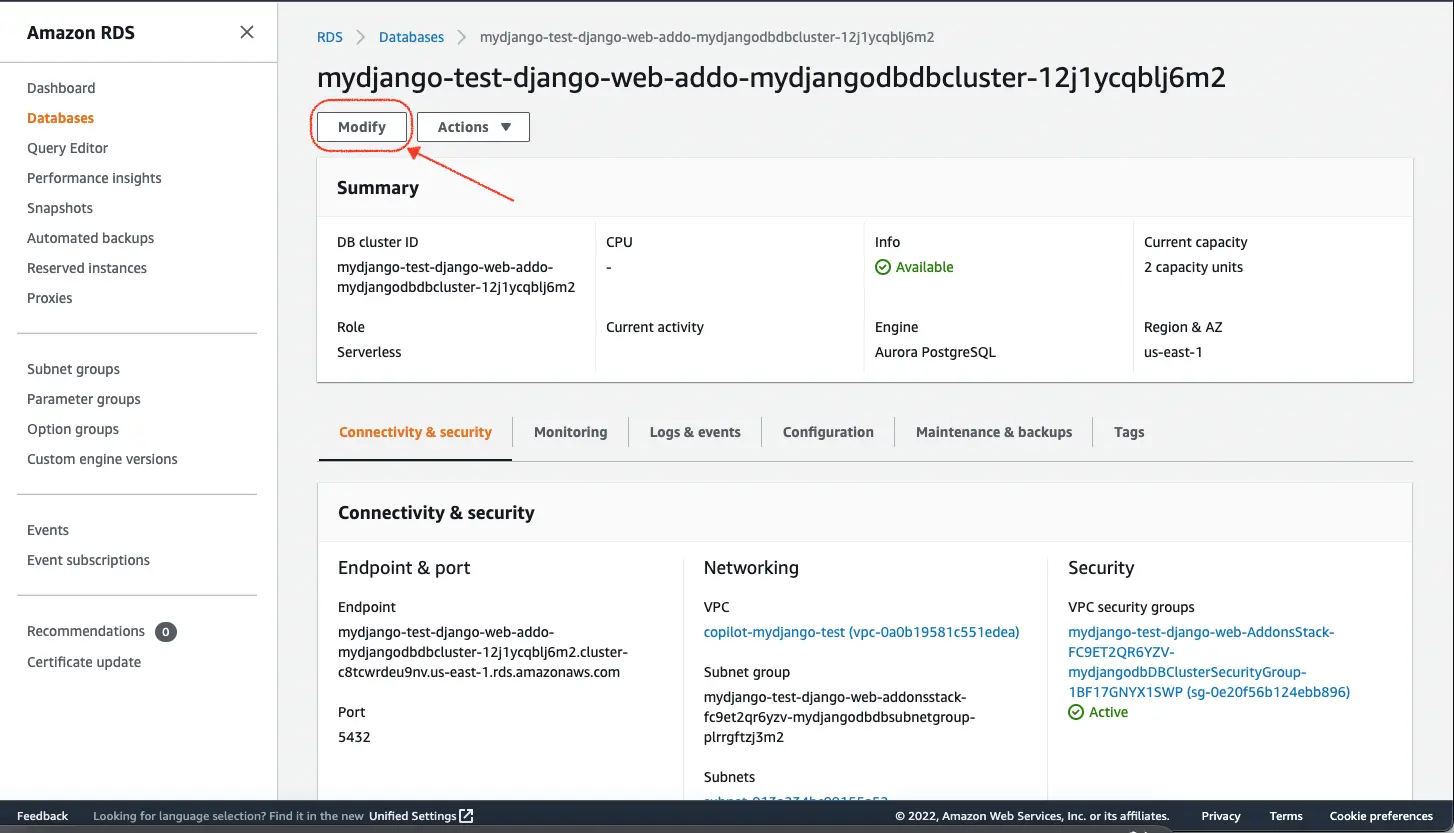 Amazon RDS
Dashboard
Databases
Query Editor
Performance insights
Snapshots
Automated backups
Reserved instances
Proxies
Subnet groups
Parameter groups
Option groups
Custom engine versions
Events
Event subscriptions
Recommendations 0
Certificate update
RDS > Databases > mydjango-test-django-web-addo-mydjangodbdbcluster-12j1ycqblj6m2
mydjango-test-django-web-addo-mydjangodbdbcluster-12j1ycqblj6m2
Modify
Actions
Summary
DB cluster ID
mydjango-test-django-web-addo-
mydjangodbdbcluster-12j1ycqblj6m2
CPU
-
Info
Available
Current capacity
2 capacity units
Role
Serverless
Current activity
Engine
Aurora PostgreSQL
Region & AZ
us-east-1
Connectivity & security
Monitoring
Logs & events
Configuration
Maintenance & backups
Tags
Connectivity & security
Endpoint & port
Endpoint
mydjango-test-django-web-addo-
mydjangodbdbcluster-12j1ycqblj6m2.cluster-
c8tcwrdeu9nv.us-east-1.rds.amazonaws.com
Port
5432
Networking
VPC
copilot-mydjango-test (vpc-0a0b19581c551edea)
Subnet group
mydjango-test-django-web-addonsstack-
fc9et2qr6yzv-mydjangodbdbsubnetgroup-
plrrgftzj3m2
Subnets
Security
VPC security groups
mydjango-test-django-web-AddonsStack-
FC9ET2QR6YZV-
mydjangodbDBClusterSecurityGroup-
1BF17GNYX1SWP (sg-0e20f56b124ebb896)
Active
Feedback
Looking for language selection? Find it in the new Unified Settings
© 2022, Amazon Web Services, Inc. or its affiliates.
Privacy
Terms
Cookie preferences